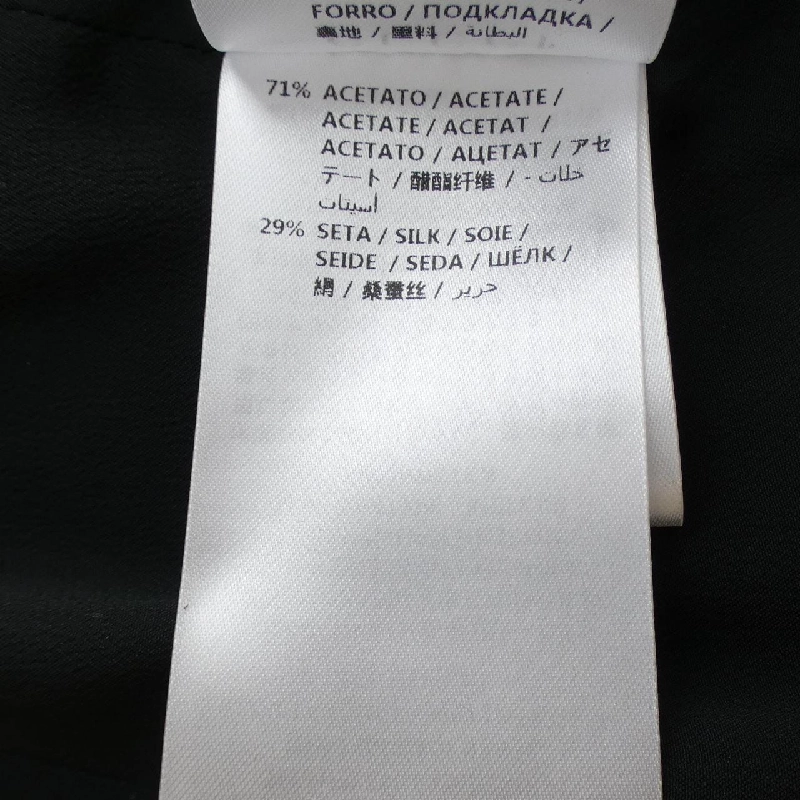 FORRO / ПОДКЛАДКА /
裏地 / 里料 / البطانة
71% ACETATO / ACETATE /
ACETATE / ACETAT /
ACETATO / АЦЕТАТ / アセ
テート / 醋酯纤维 / خلات -
أسيتات
29% SETA / SILK / SOIE /
SEIDE / SEDA / ШЁЛК /
絹 / 桑蚕丝 / حرير